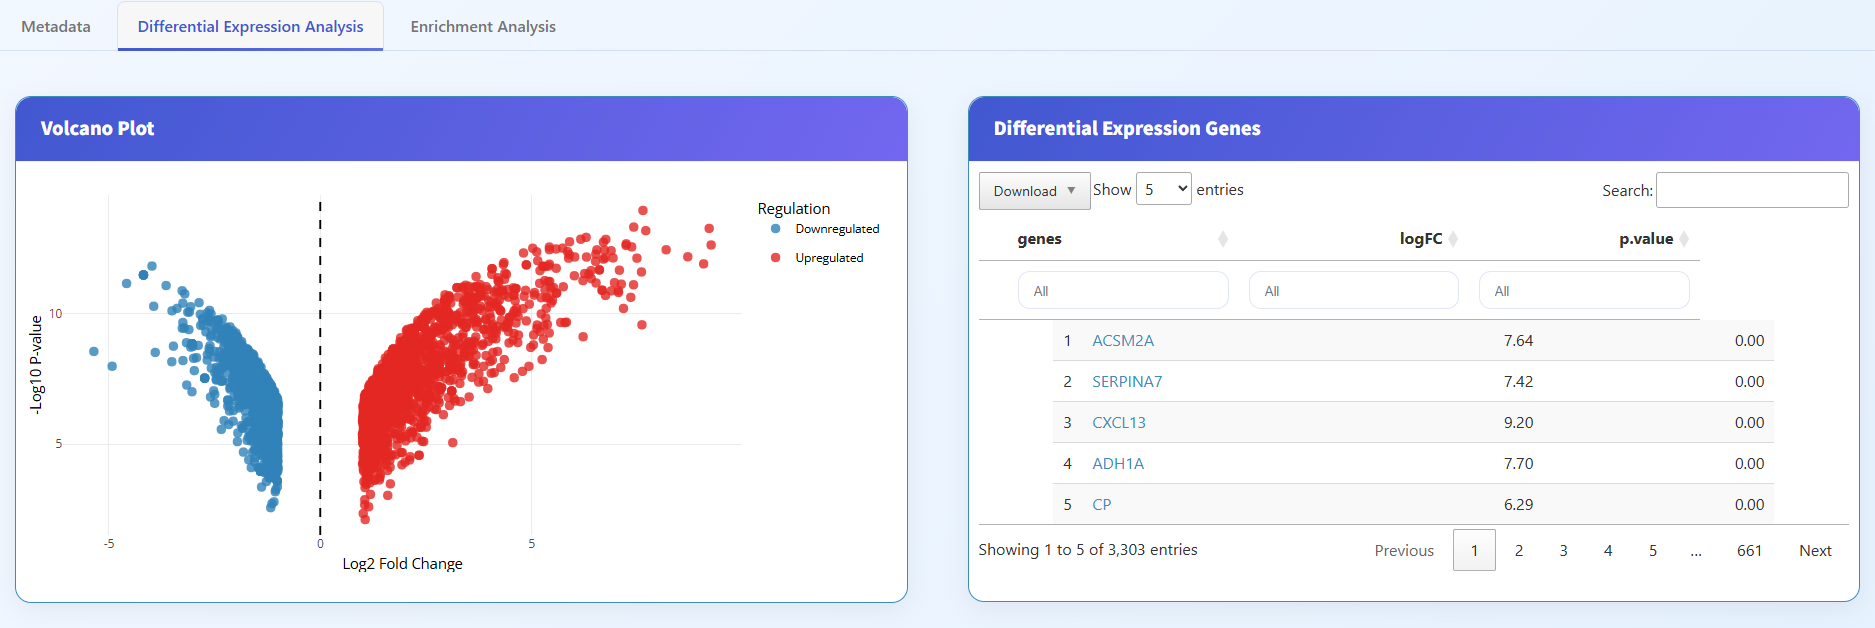 Metadata
Differential Expression Analysis
Enrichment Analysis
Volcano Plot
Regulation
Downregulated
Upregulated
10
5
-Log10 P-value
-5
0
5
Log2 Fold Change
Differential Expression Genes
Download ▼ Show 5 entries
Search:
genes logFC p.value
All All All
1 ACSM2A 7.64 0.00
2 SERPINA7 7.42 0.00
3 CXCL13 9.20 0.00
4 ADH1A 7.70 0.00
5 CP 6.29 0.00
Showing 1 to 5 of 3,303 entries
Previous 1 2 3 4 5 ... 661 Next